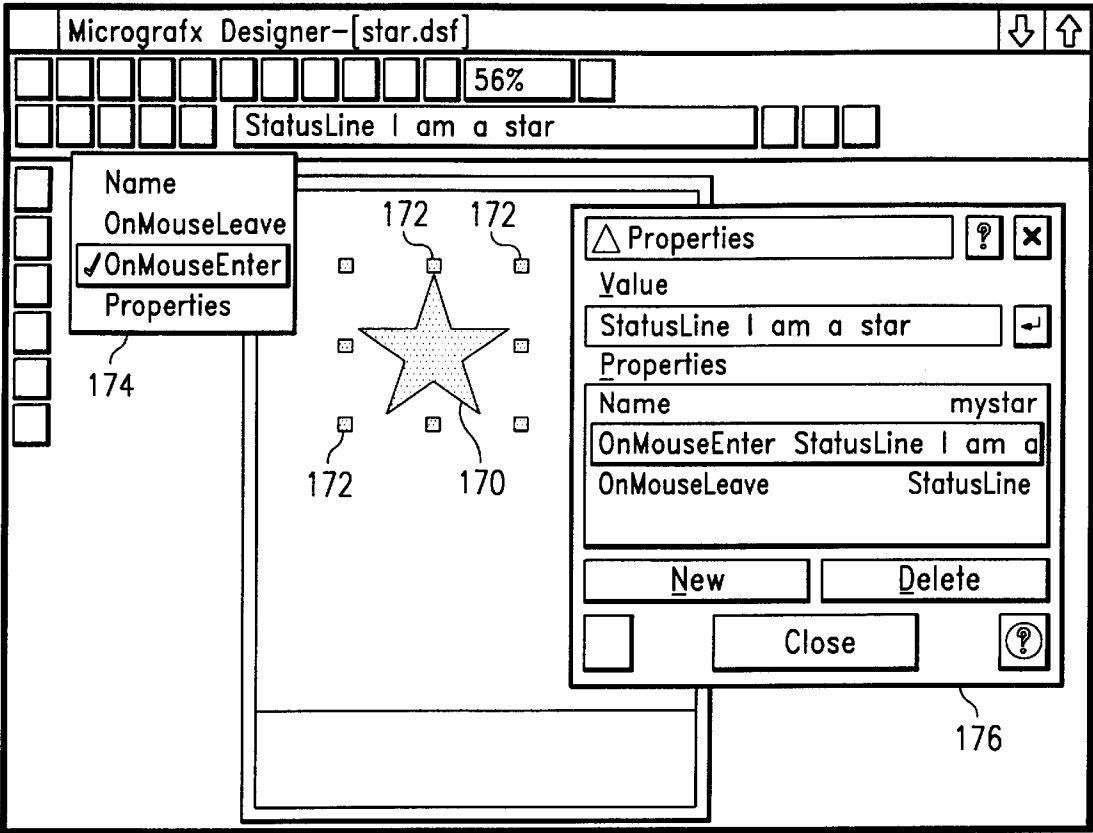 Micrografx Designer-[star.dsf]
56%
StatusLine I am a star
Name
OnMouseLeave
✓OnMouseEnter
Properties
174
172 172
172
170
Properties
?
×
Value
StatusLine I am a star
Properties
Name mystar
OnMouseEnter StatusLine I am a
OnMouseLeave StatusLine
New Delete
Close
?
176